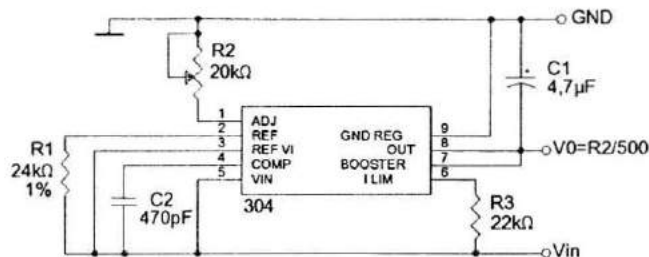 GND
R2
20kΩ
C1
4,7µF
R1
24kΩ
1%
1 ADJ
2 REF
3 REF VI
4 COMP
5 VIN
GND REG 9
OUT 8
BOOSTER 7
I LIM 6
304
V0=R2/500
C2
470pF
R3
22kΩ
Vin